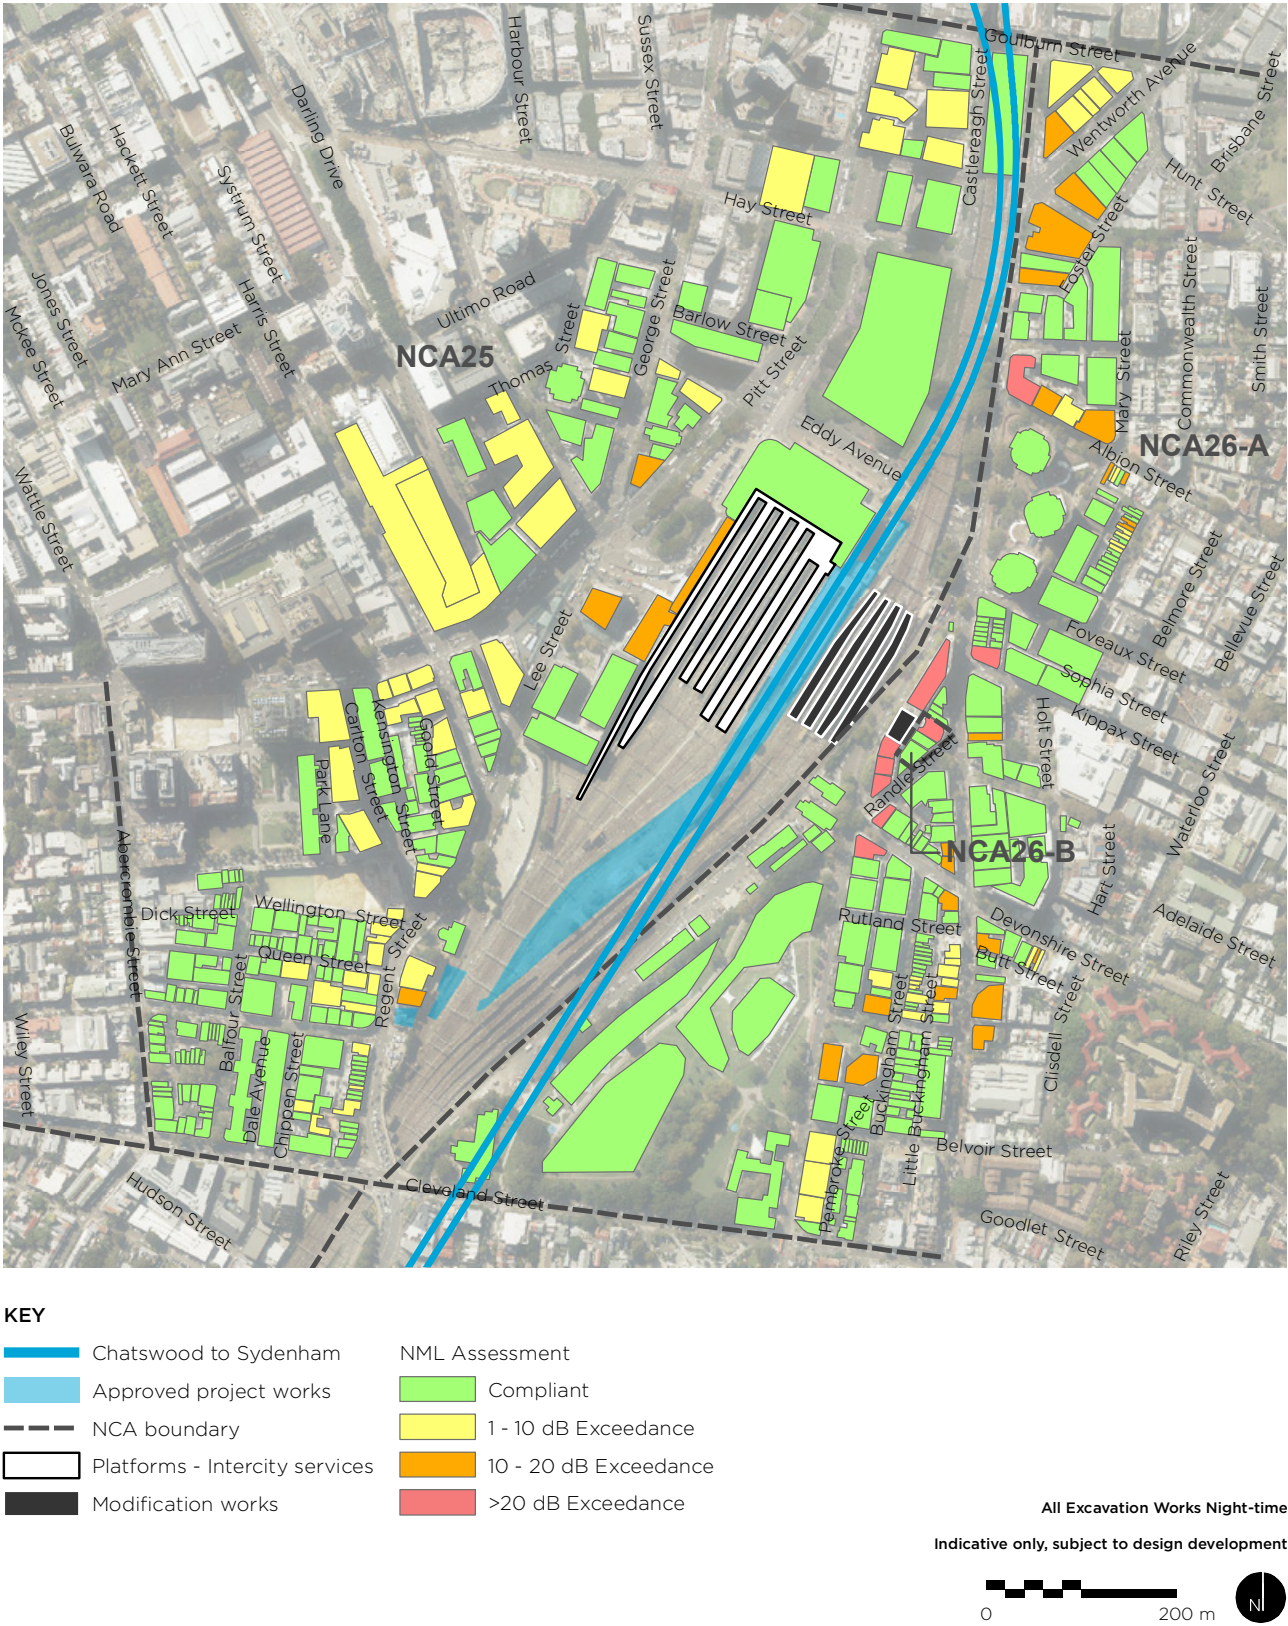 Goulburn Street
Harbour Street
Sussex Street
Castlereagh Street
Wentworth Avenue
Brisbane Street
Darling Drive
Bulwara Road
Hackett Street
Systrum Street
Hunt Street
Hay Street
Foster Street
Jones Street
Mckee Street
Mary Ann Street
Harris Street
Ultimo Road
Thomas Street
George Street
Barlow Street
Pitt Street
Mary Street
Commonwealth Street
Smith Street
NCA25
Eddy Avenue
NCA26-A
Albion Street
Wattle Street
Belmore Street
Bellevue Street
Lee Street
Foveaux Street
Sophia Street
Kippax Street
Holt Street
Carlton Street
Kensington Street
Goold Street
Park Lane
Randle Street
Waterloo Street
NCA26-B
Hart Street
Abercrombie Street
Dick Street
Wellington Street
Queen Street
Regent Street
Rutland Street
Devonshire Street
Butt Street
Adelaide Street
Balfour Street
Wiley Street
Dale Avenue
Chippen Street
Buckingham Street
Little Buckingham Street
Clisdell Street
Pembroke Street
Belvoir Street
Hudson Street
Cleveland Street
Goodlet Street
Riley Street
KEY
Chatswood to Sydenham
Approved project works
NCA boundary
Platforms - Intercity services
Modification works
NML Assessment
Compliant
1 - 10 dB Exceedance
10 - 20 dB Exceedance
>20 dB Exceedance
All Excavation Works Night-time
Indicative only, subject to design development
0 200 m
N